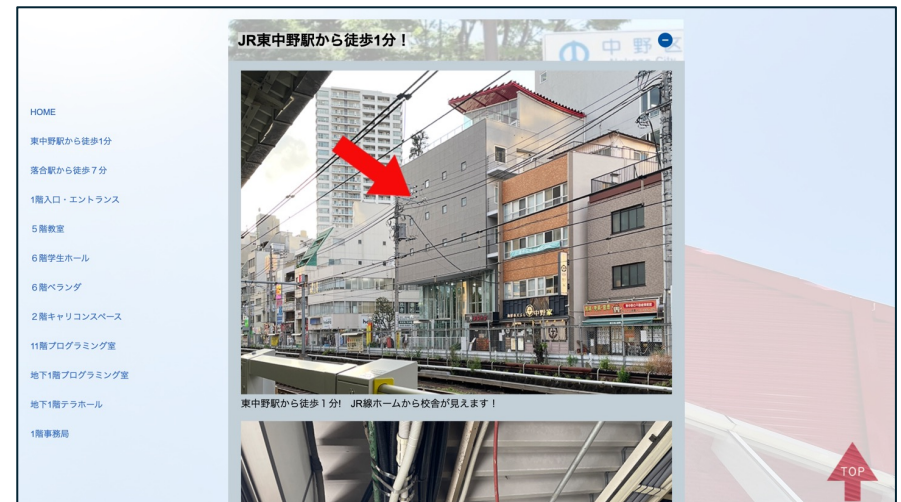 JR東中野駅から徒歩1分！
中野区
HOME
東中野駅から徒歩1分
落合駅から徒歩７分
1階入口・エントランス
５階教室
６階学生ホール
６階ベランダ
２階キャリコンスペース
11階プログラミング室
地下1階プログラミング室
地下1階テラホール
1階事務局
中野家
東中野駅から徒歩１分!　JR線ホームから校舎が見えます！
TOP